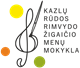 KAZLŲ
RŪDOS
RIMVYDO
ŽIGAIČIO
MENŲ
MOKYKLA